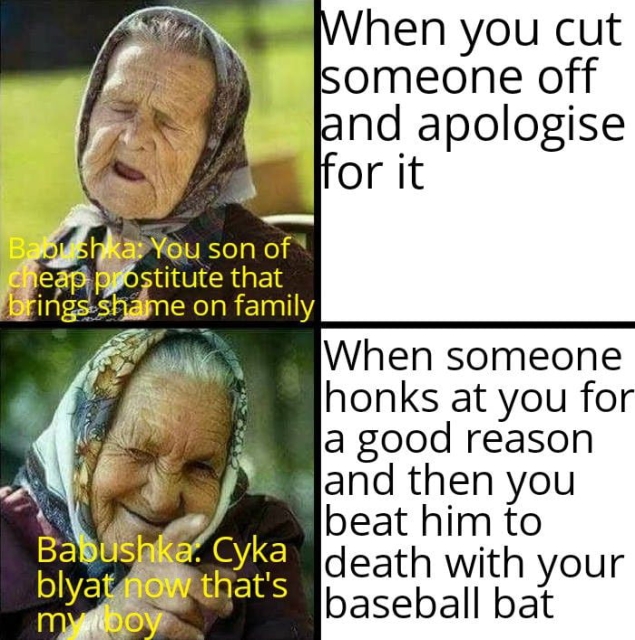 When you cut
someone off
and apologise
for it
Babushka: You son of
cheap prostitute that
brings shame on family
When someone
honks at you for
a good reason
and then you
beat him to
death with your
baseball bat
Babushka: Cyka
blyat now that's
my boy